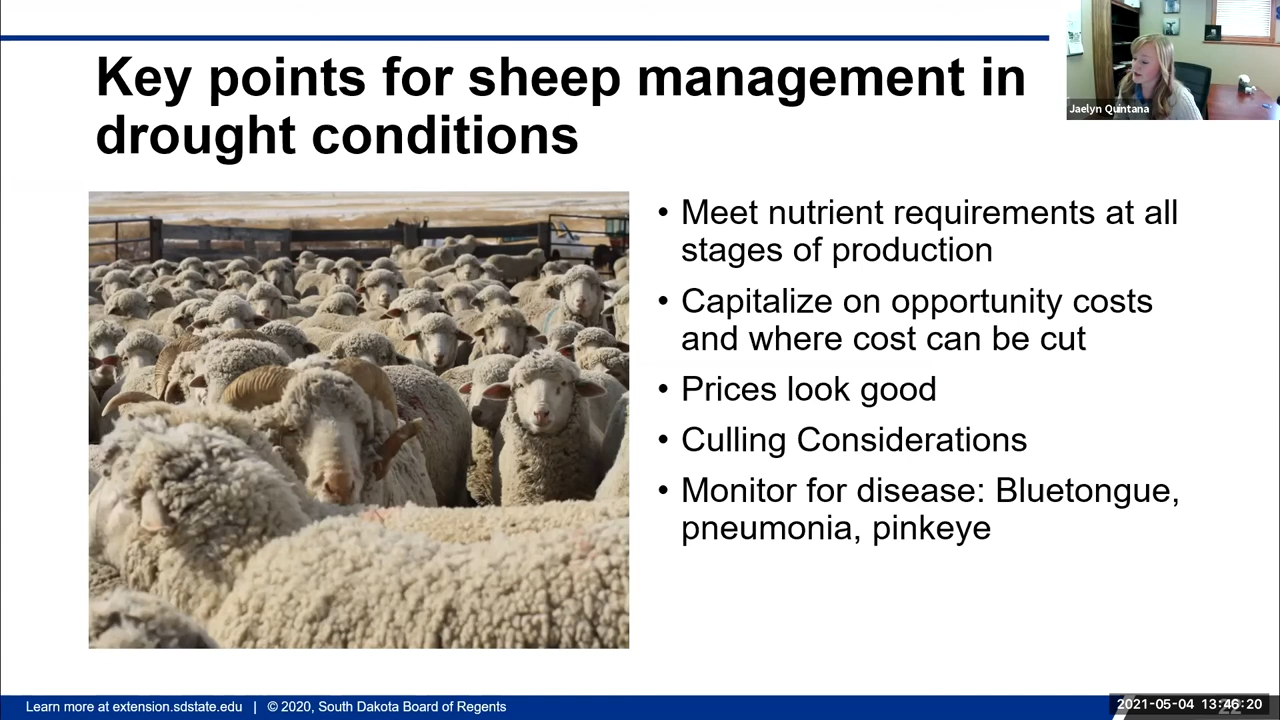 Key points for sheep management in
drought conditions
Jaelyn Quintana
• Meet nutrient requirements at all
stages of production
• Capitalize on opportunity costs
and where cost can be cut
• Prices look good
• Culling Considerations
• Monitor for disease: Bluetongue,
pneumonia, pinkeye
Learn more at extension.sdstate.edu | © 2020, South Dakota Board of Regents
2021-05-04 13:46:20
22